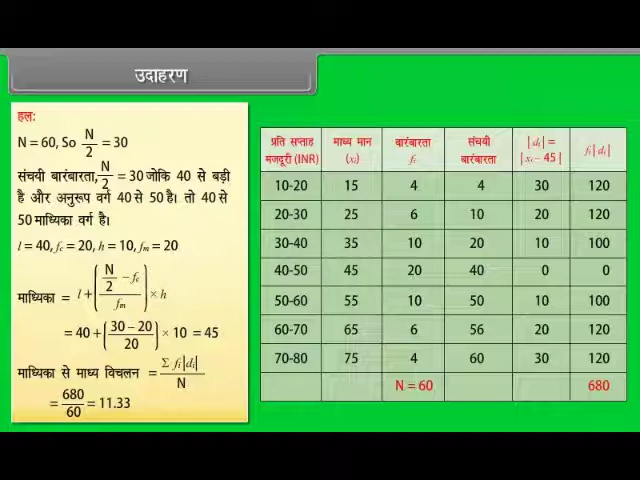 उदाहरण
हल:
N = 60, So N/2 = 30
संचयी बारंबारता, N/2 = 30 जोकि 40 से बड़ी
है और अनुरूप वर्ग 40 से 50 है। तो 40 से
50 माध्यिका वर्ग है।
l = 40, fc = 20, h = 10, fm = 20
माध्यिका = l + ((N/2 − fc)/fm) × h
= 40 + ((30 − 20)/20) × 10 = 45
माध्यिका से माध्य विचलन = Σ fi|di|/N
= 680/60 = 11.33
प्रति सप्ताह मजदूरी (INR) माध्य मान (xi) बारंबारता fi संचयी बारंबारता |di| = |xi − 45| fi|di|
10-20 15 4 4 30 120
20-30 25 6 10 20 120
30-40 35 10 20 10 100
40-50 45 20 40 0 0
50-60 55 10 50 10 100
60-70 65 6 56 20 120
70-80 75 4 60 30 120
N = 60 680